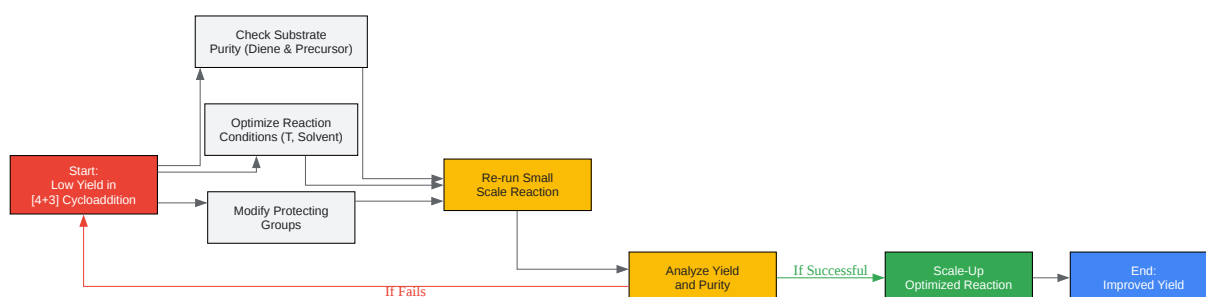 Check Substrate
Purity (Diene & Precursor)
Optimize Reaction
Conditions (T, Solvent)
Start:
Low Yield in
[4+3] Cycloaddition
Re-run Small
Scale Reaction
Modify Protecting
Groups
Analyze Yield
and Purity
If Successful
Scale-Up
Optimized Reaction
End:
Improved Yield
If Fails